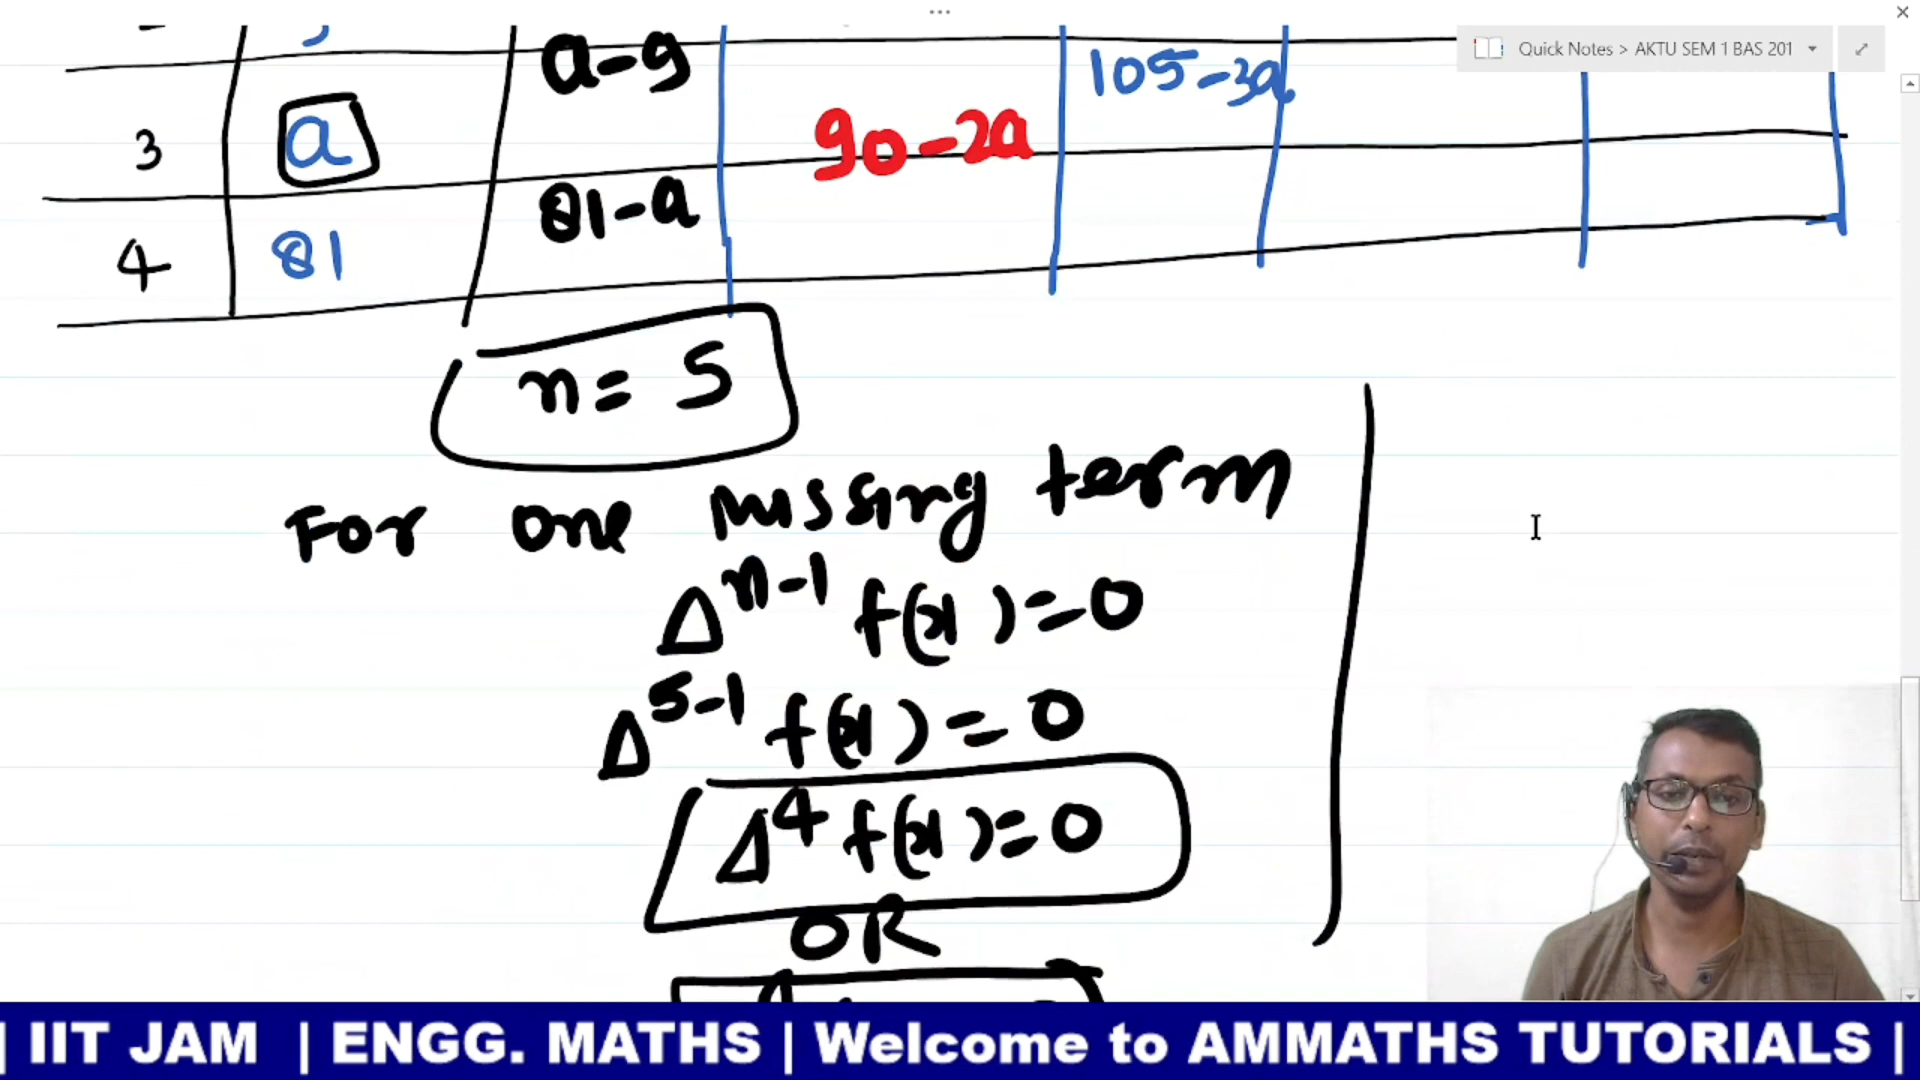 Quick Notes > AKTU SEM 1 BAS 201
a-9
105-3a
3
a
90-2a
81-a
4
81
n = 5
For one missing term
Δ^{n-1} f(x) = 0
Δ^{5-1} f(x) = 0
Δ^4 f(x) = 0
OR
| IIT JAM | ENGG. MATHS | Welcome to AMMATHS TUTORIALS |